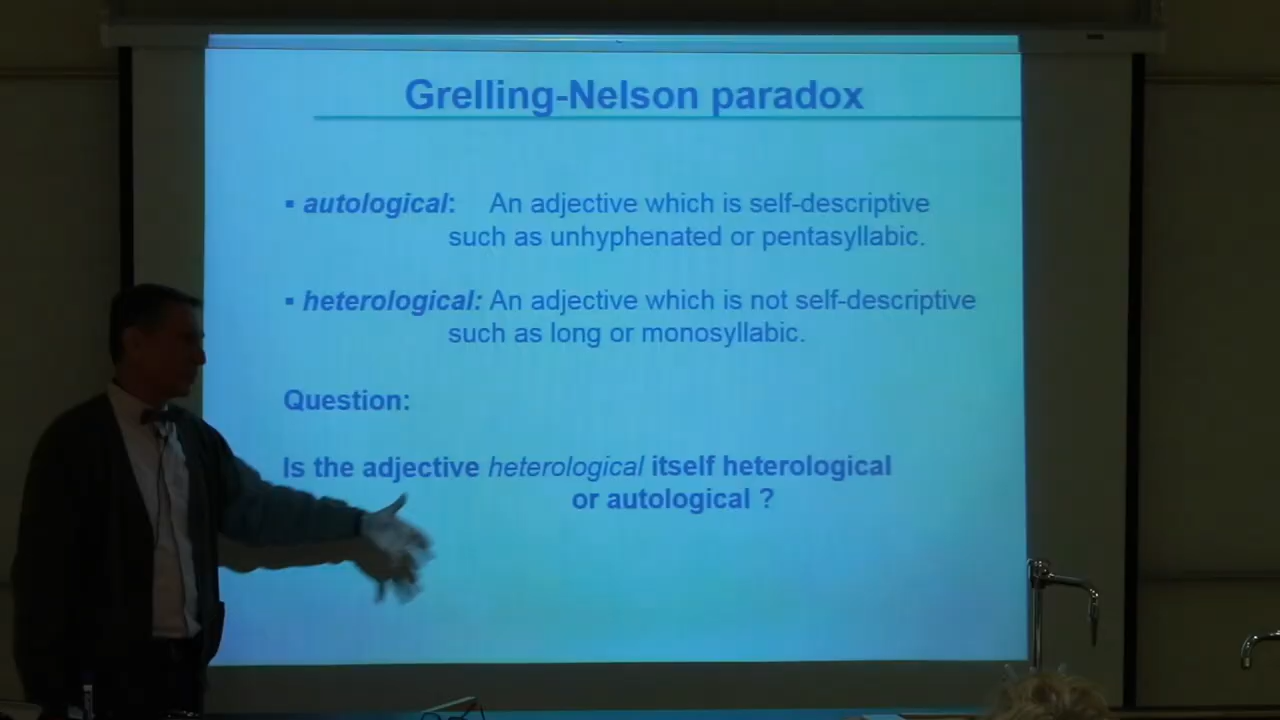 Grelling-Nelson paradox
▪ autological: An adjective which is self-descriptive
such as unhyphenated or pentasyllabic.
▪ heterological: An adjective which is not self-descriptive
such as long or monosyllabic.
Question:
Is the adjective heterological itself heterological
or autological ?